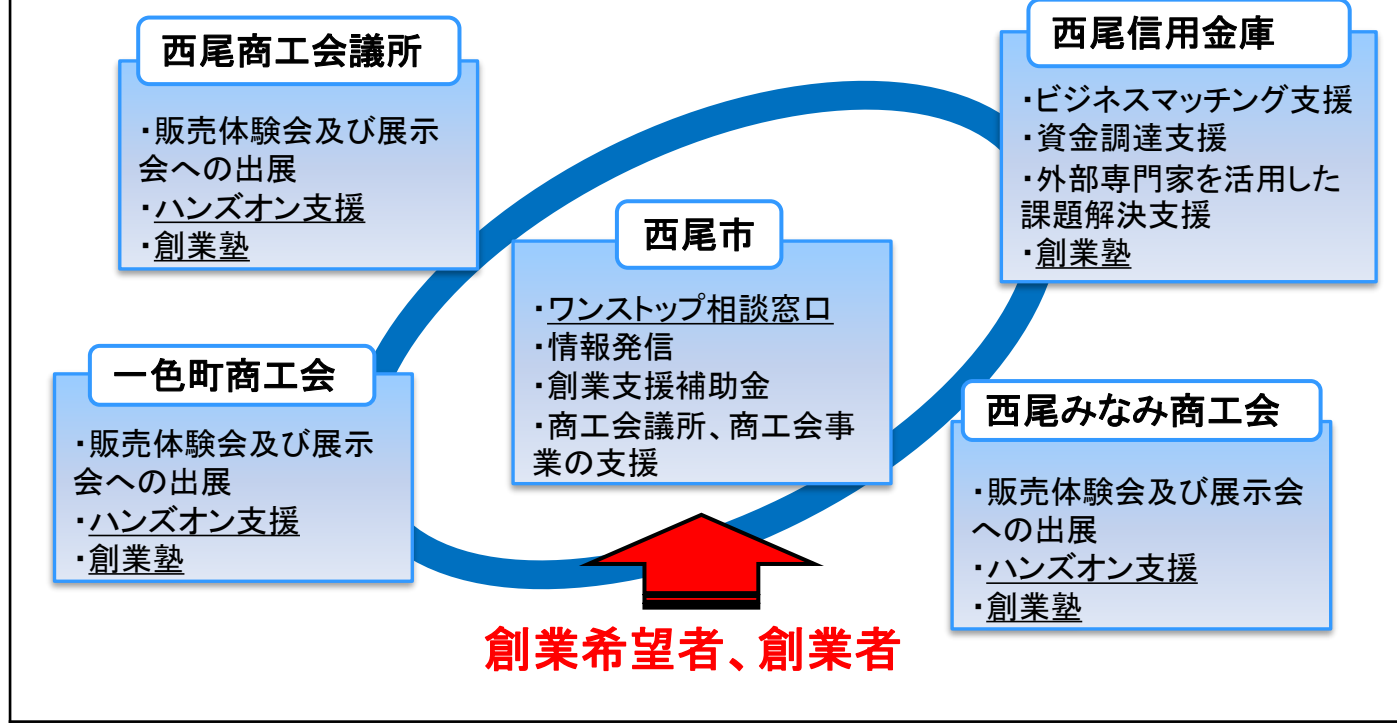 西尾商工会議所
・販売体験会及び展示
会への出展
・ハンズオン支援
・創業塾
西尾信用金庫
・ビジネスマッチング支援
・資金調達支援
・外部専門家を活用した
課題解決支援
・創業塾
西尾市
・ワンストップ相談窓口
・情報発信
・創業支援補助金
・商工会議所、商工会事
業の支援
一色町商工会
・販売体験会及び展示
会への出展
・ハンズオン支援
・創業塾
西尾みなみ商工会
・販売体験会及び展示会
への出展
・ハンズオン支援
・創業塾
創業希望者、創業者